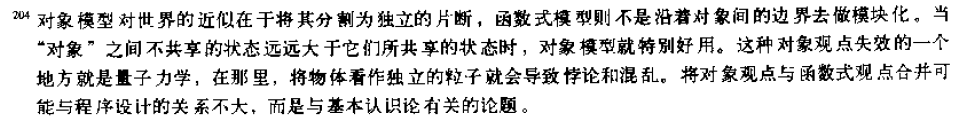 204 对象模型对世界的近似在于将其分割为独立的片断，函数式模型则不是沿着对象间的边界去做模块化。当
“对象”之间不共享的状态远远大于它们所共享的状态时，对象模型就特别好用。这种对象观点失效的一个
地方就是量子力学，在那里，将物体看作独立的粒子就会导致悖论和混乱。将对象观点与函数式观点合并可
能与程序设计的关系不大，而是与基本认识论有关的论题。